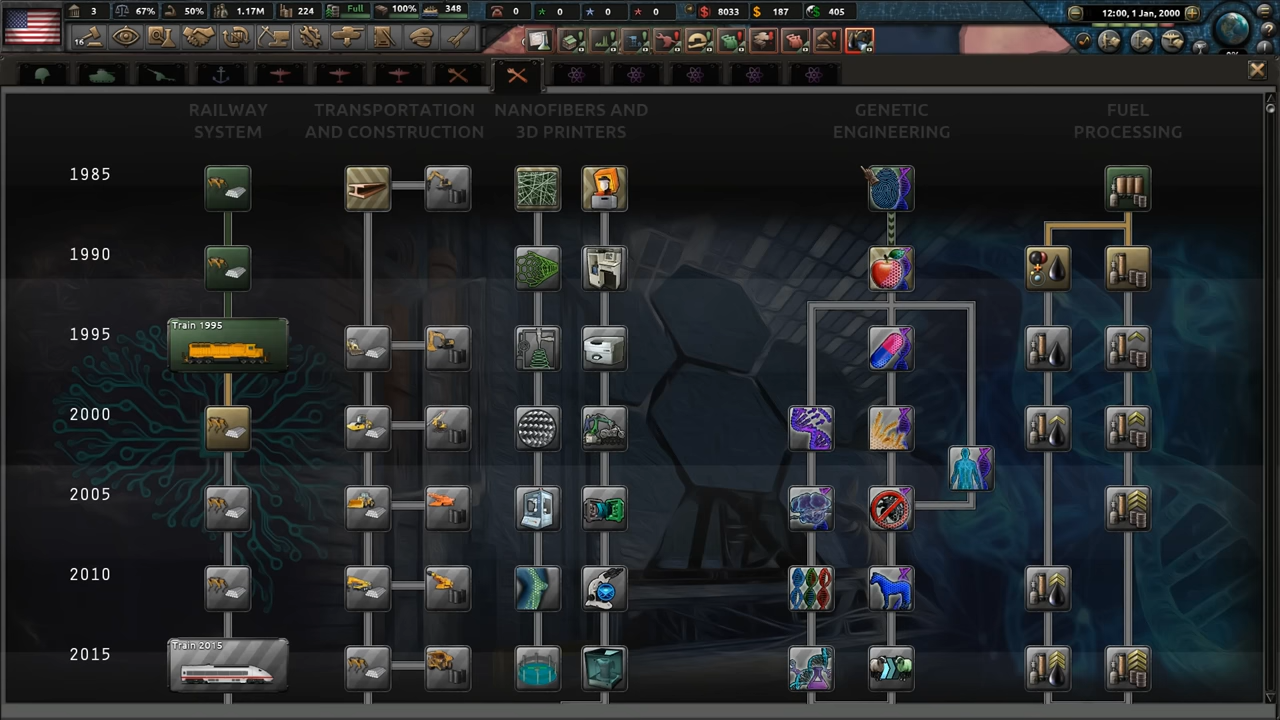 3 67% 50% 1.17M 224 Full 100% 348 0 0 0 0 8033 187 405 12:00, 1 Jan, 2000
16
0%
RAILWAY SYSTEM
TRANSPORTATION AND CONSTRUCTION
NANOFIBERS AND 3D PRINTERS
GENETIC ENGINEERING
FUEL PROCESSING
1985
1990
1995
Train 1995
2000
2005
2010
2015
Train 2015